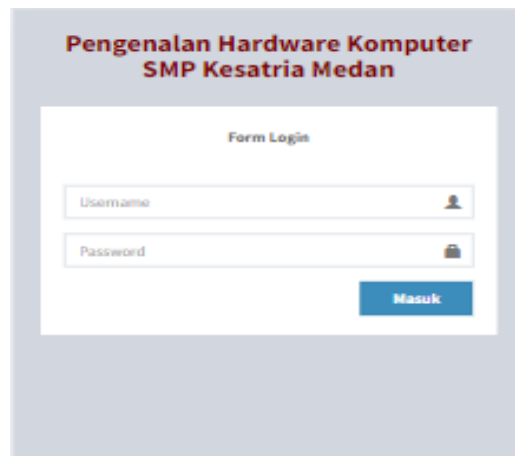 Pengenalan Hardware Komputer
SMP Kesatria Medan
Form Login
Username
Password
Masuk